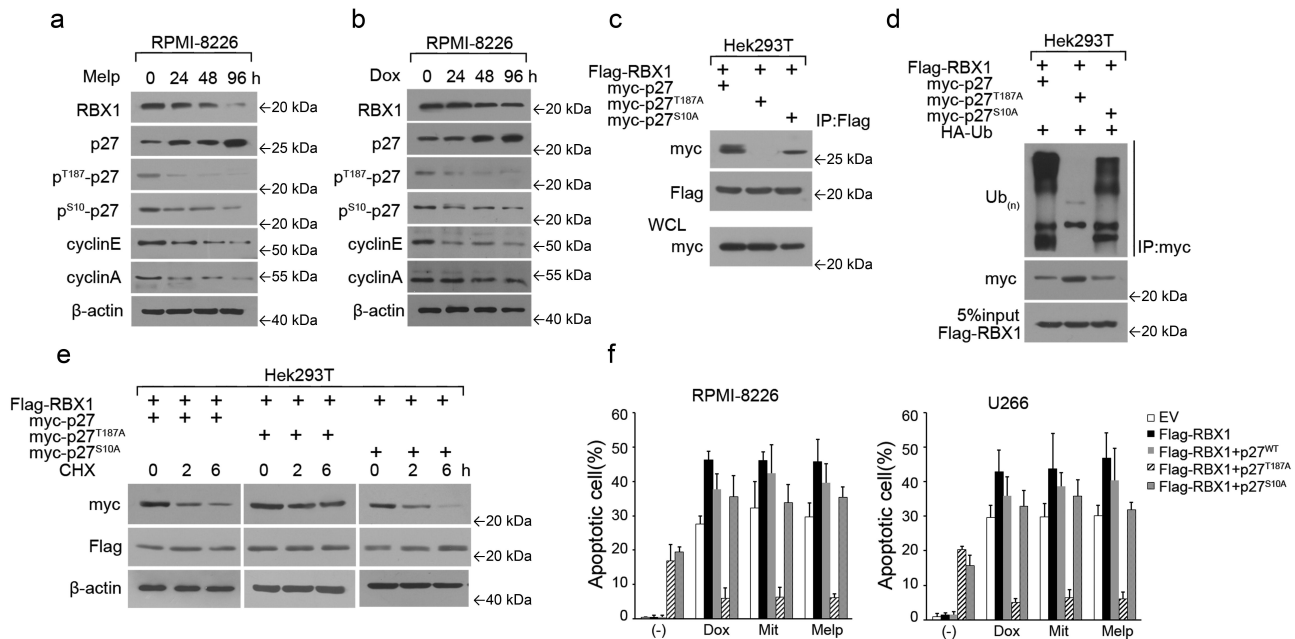 a
RPMI-8226
Melp 0 24 48 96 h
RBX1 ←20 kDa
p27 ←25 kDa
pT187-p27 ←20 kDa
pS10-p27 ←20 kDa
cyclinE ←50 kDa
cyclinA ←55 kDa
β-actin ←40 kDa
b
RPMI-8226
Dox 0 24 48 96 h
RBX1 ←20 kDa
p27 ←20 kDa
pT187-p27 ←20 kDa
pS10-p27 ←20 kDa
cyclinE ←50 kDa
cyclinA ←55 kDa
β-actin ←40 kDa
c
Hek293T
Flag-RBX1 + + +
myc-p27 +
myc-p27T187A +
myc-p27S10A + IP:Flag
myc ←25 kDa
Flag ←20 kDa
WCL
myc ←20 kDa
d
Hek293T
Flag-RBX1 + + +
myc-p27 +
myc-p27T187A +
myc-p27S10A +
HA-Ub + + +
Ub(n)
IP:myc
myc ←20 kDa
5%input
Flag-RBX1 ←20 kDa
e
Hek293T
Flag-RBX1 + + + + + + + + +
myc-p27 + + +
myc-p27T187A + + +
myc-p27S10A + + +
CHX 0 2 6 0 2 6 0 2 6 h
myc ←20 kDa
Flag ←20 kDa
β-actin ←40 kDa
f
RPMI-8226
Apoptotic cell(%)
60
50
40
30
20
10
0
(-) Dox Mit Melp
U266
Apoptotic cell(%)
60
50
40
30
20
10
0
(-) Dox Mit Melp
EV
Flag-RBX1
Flag-RBX1+p27WT
Flag-RBX1+p27T187A
Flag-RBX1+p27S10A